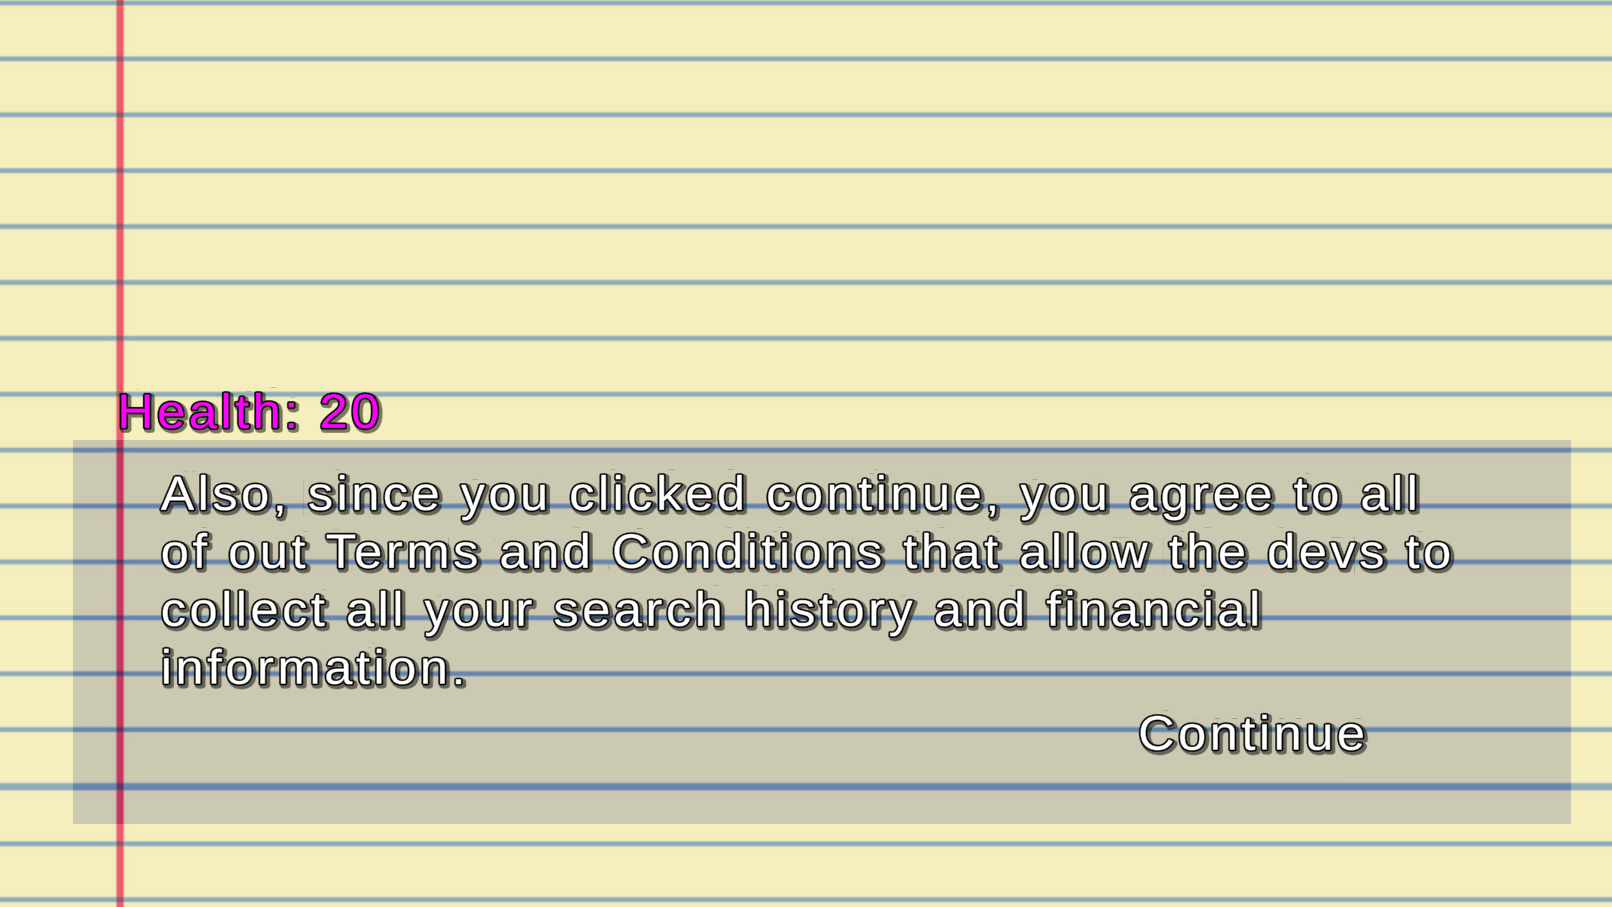 Health: 20
Also, since you clicked continue, you agree to all
of out Terms and Conditions that allow the devs to
collect all your search history and financial
information.
Continue